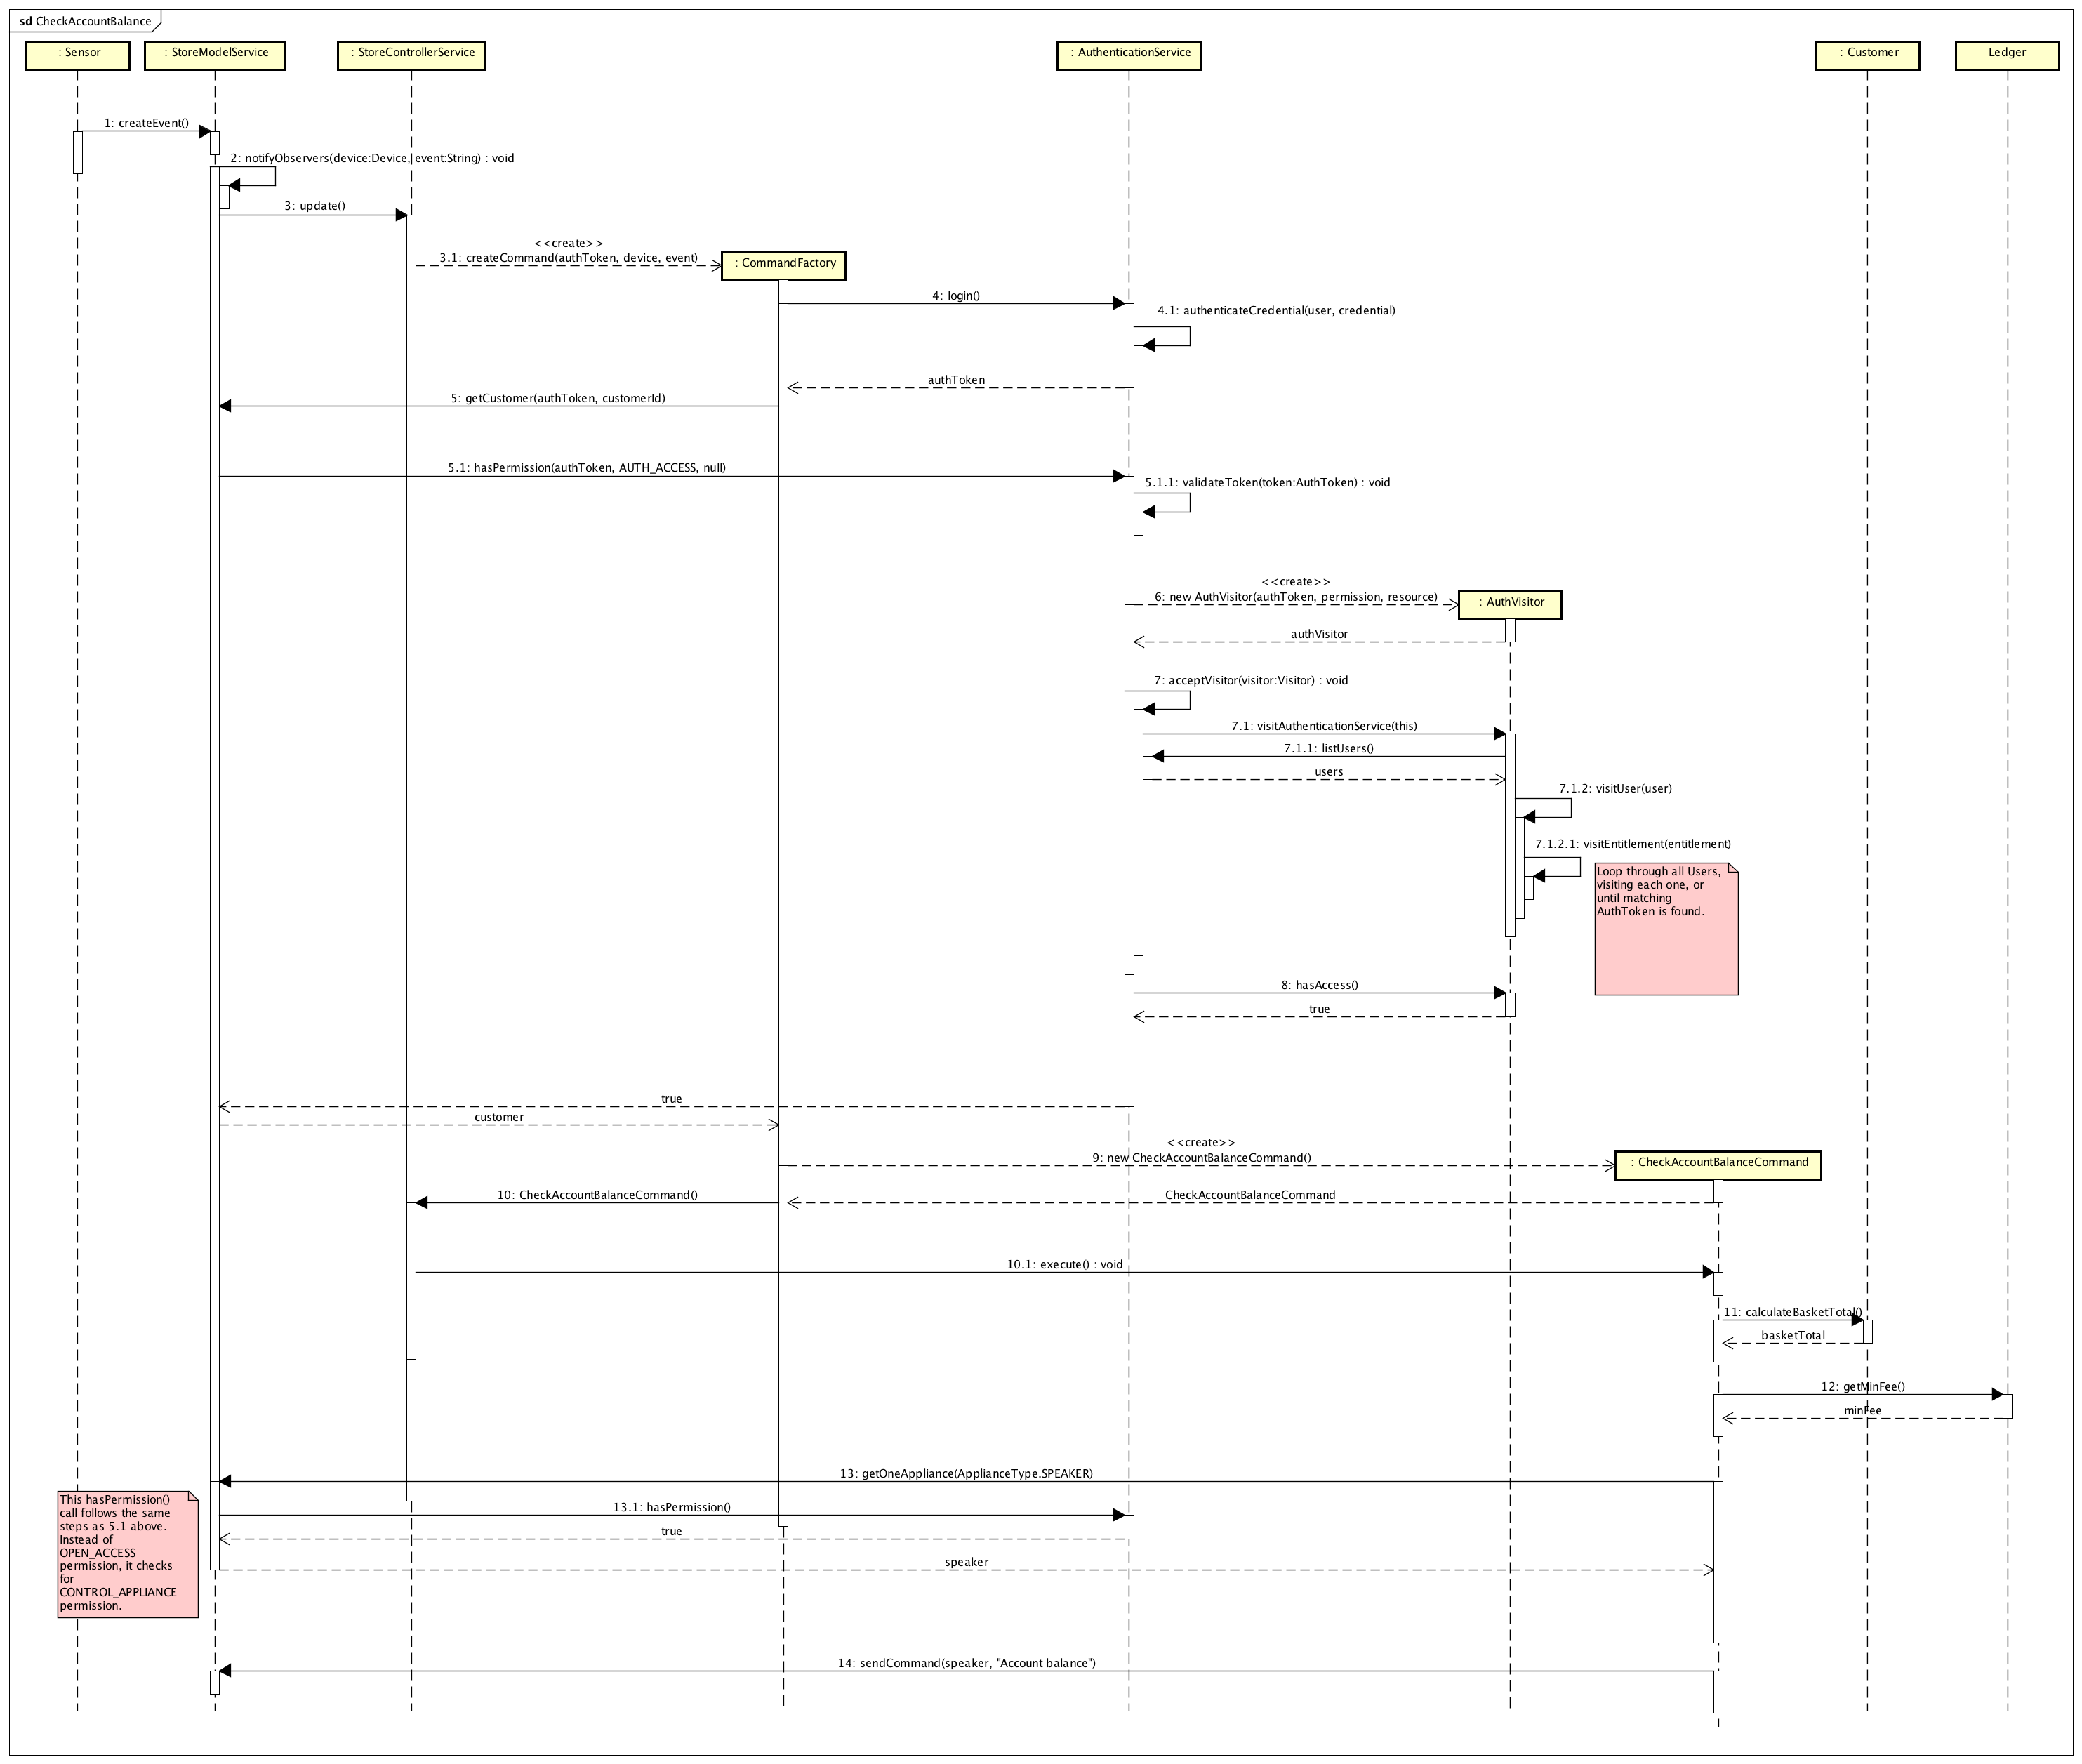 sd CheckAccountBalance
: Sensor
: StoreModelService
: StoreControllerService
: AuthenticationService
: Customer
Ledger
1: createEvent()
2: notifyObservers(device:Device, event:String) : void
3: update()
<<create>>
3.1: createCommand(authToken, device, event)
: CommandFactory
4: login()
4.1: authenticateCredential(user, credential)
authToken
5: getCustomer(authToken, customerId)
5.1: hasPermission(authToken, AUTH_ACCESS, null)
5.1.1: validateToken(token:AuthToken) : void
<<create>>
6: new AuthVisitor(authToken, permission, resource)
: AuthVisitor
authVisitor
7: acceptVisitor(visitor:Visitor) : void
7.1: visitAuthenticationService(this)
7.1.1: listUsers()
users
7.1.2: visitUser(user)
7.1.2.1: visitEntitlement(entitlement)
Loop through all Users,
visiting each one, or
until matching
AuthToken is found.
8: hasAccess()
true
true
customer
<<create>>
9: new CheckAccountBalanceCommand()
: CheckAccountBalanceCommand
10: CheckAccountBalanceCommand()
CheckAccountBalanceCommand
10.1: execute() : void
11: calculateBasketTotal()
basketTotal
12: getMinFee()
minFee
13: getOneAppliance(ApplianceType.SPEAKER)
This hasPermission()
call follows the same
steps as 5.1 above.
Instead of
OPEN_ACCESS
permission, it checks
for
CONTROL_APPLIANCE
permission.
13.1: hasPermission()
true
speaker
14: sendCommand(speaker, "Account balance")